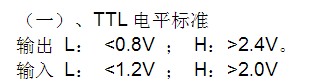 （一）、TTL 电平标准
输出 L： <0.8V ； H：>2.4V。
输入 L： <1.2V ； H：>2.0V